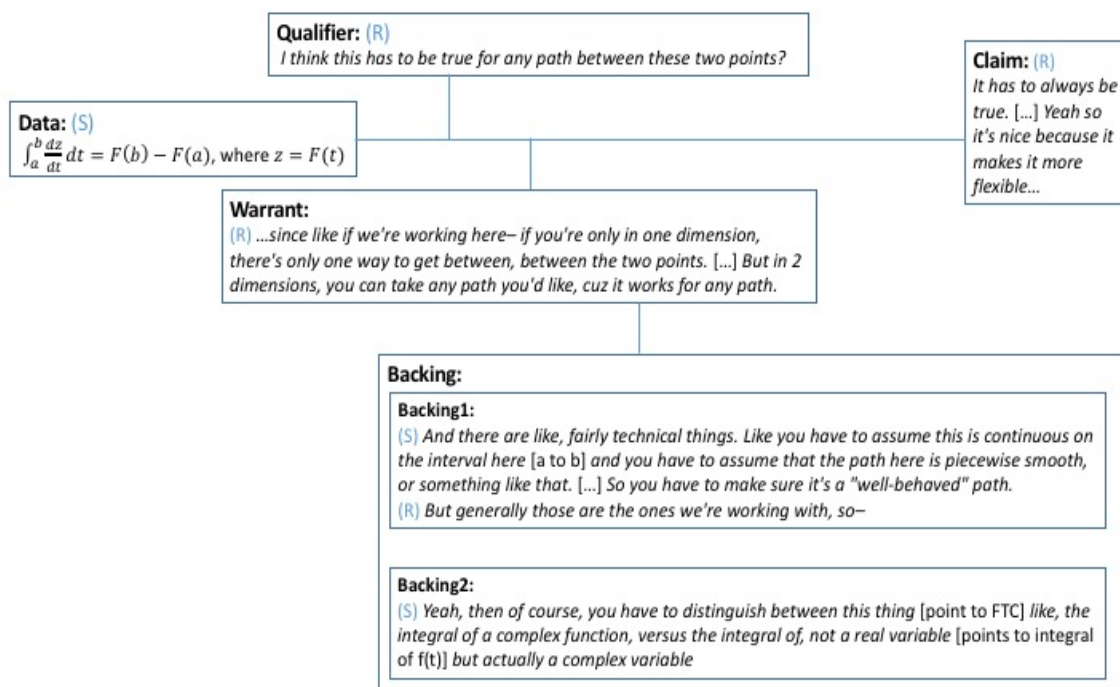 Qualifier: (R)
I think this has to be true for any path between these two points?
Claim: (R)
It has to always be
true. [...] Yeah so
it's nice because it
makes it more
flexible...
Data: (S)
∫_a^b dz/dt dt = F(b) − F(a), where z = F(t)
Warrant:
(R) ...since like if we're working here– if you're only in one dimension,
there's only one way to get between, between the two points. [...] But in 2
dimensions, you can take any path you'd like, cuz it works for any path.
Backing:
Backing1:
(S) And there are like, fairly technical things. Like you have to assume this is continuous on
the interval here [a to b] and you have to assume that the path here is piecewise smooth,
or something like that. [...] So you have to make sure it's a "well-behaved" path.
(R) But generally those are the ones we're working with, so–
Backing2:
(S) Yeah, then of course, you have to distinguish between this thing [point to FTC] like, the
integral of a complex function, versus the integral of, not a real variable [points to integral
of f(t)] but actually a complex variable